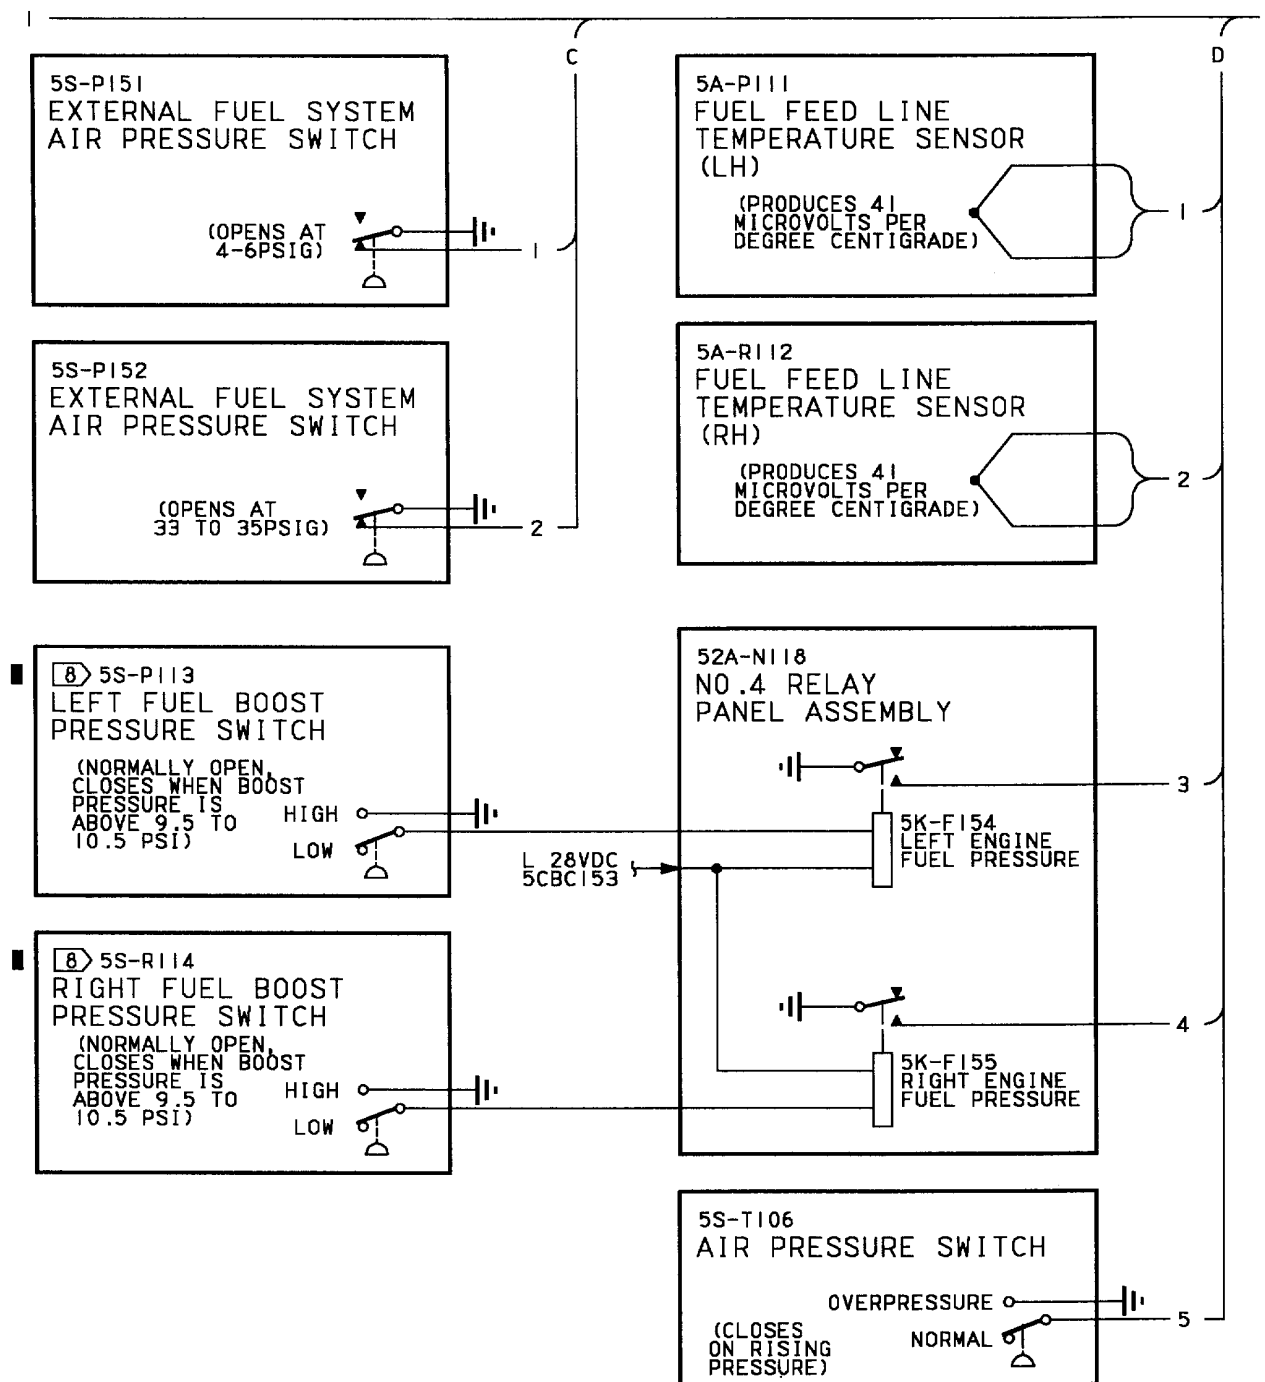 C
D
5S-P151
EXTERNAL FUEL SYSTEM
AIR PRESSURE SWITCH
(OPENS AT
4-6PSIG)
1
5A-P111
FUEL FEED LINE
TEMPERATURE SENSOR
(LH)
(PRODUCES 41
MICROVOLTS PER
DEGREE CENTIGRADE)
1
5S-P152
EXTERNAL FUEL SYSTEM
AIR PRESSURE SWITCH
(OPENS AT
33 TO 35PSIG)
2
5A-R112
FUEL FEED LINE
TEMPERATURE SENSOR
(RH)
(PRODUCES 41
MICROVOLTS PER
DEGREE CENTIGRADE)
2
8 5S-P113
LEFT FUEL BOOST
PRESSURE SWITCH
(NORMALLY OPEN,
CLOSES WHEN BOOST
PRESSURE IS
ABOVE 9.5 TO
10.5 PSI)
HIGH
LOW
52A-N118
NO.4 RELAY
PANEL ASSEMBLY
3
5K-F154
LEFT ENGINE
FUEL PRESSURE
L 28VDC
5CBC153
8 5S-R114
RIGHT FUEL BOOST
PRESSURE SWITCH
(NORMALLY OPEN,
CLOSES WHEN BOOST
PRESSURE IS
ABOVE 9.5 TO
10.5 PSI)
HIGH
LOW
4
5K-F155
RIGHT ENGINE
FUEL PRESSURE
5S-T106
AIR PRESSURE SWITCH
OVERPRESSURE
NORMAL
(CLOSES
ON RISING
PRESSURE)
5